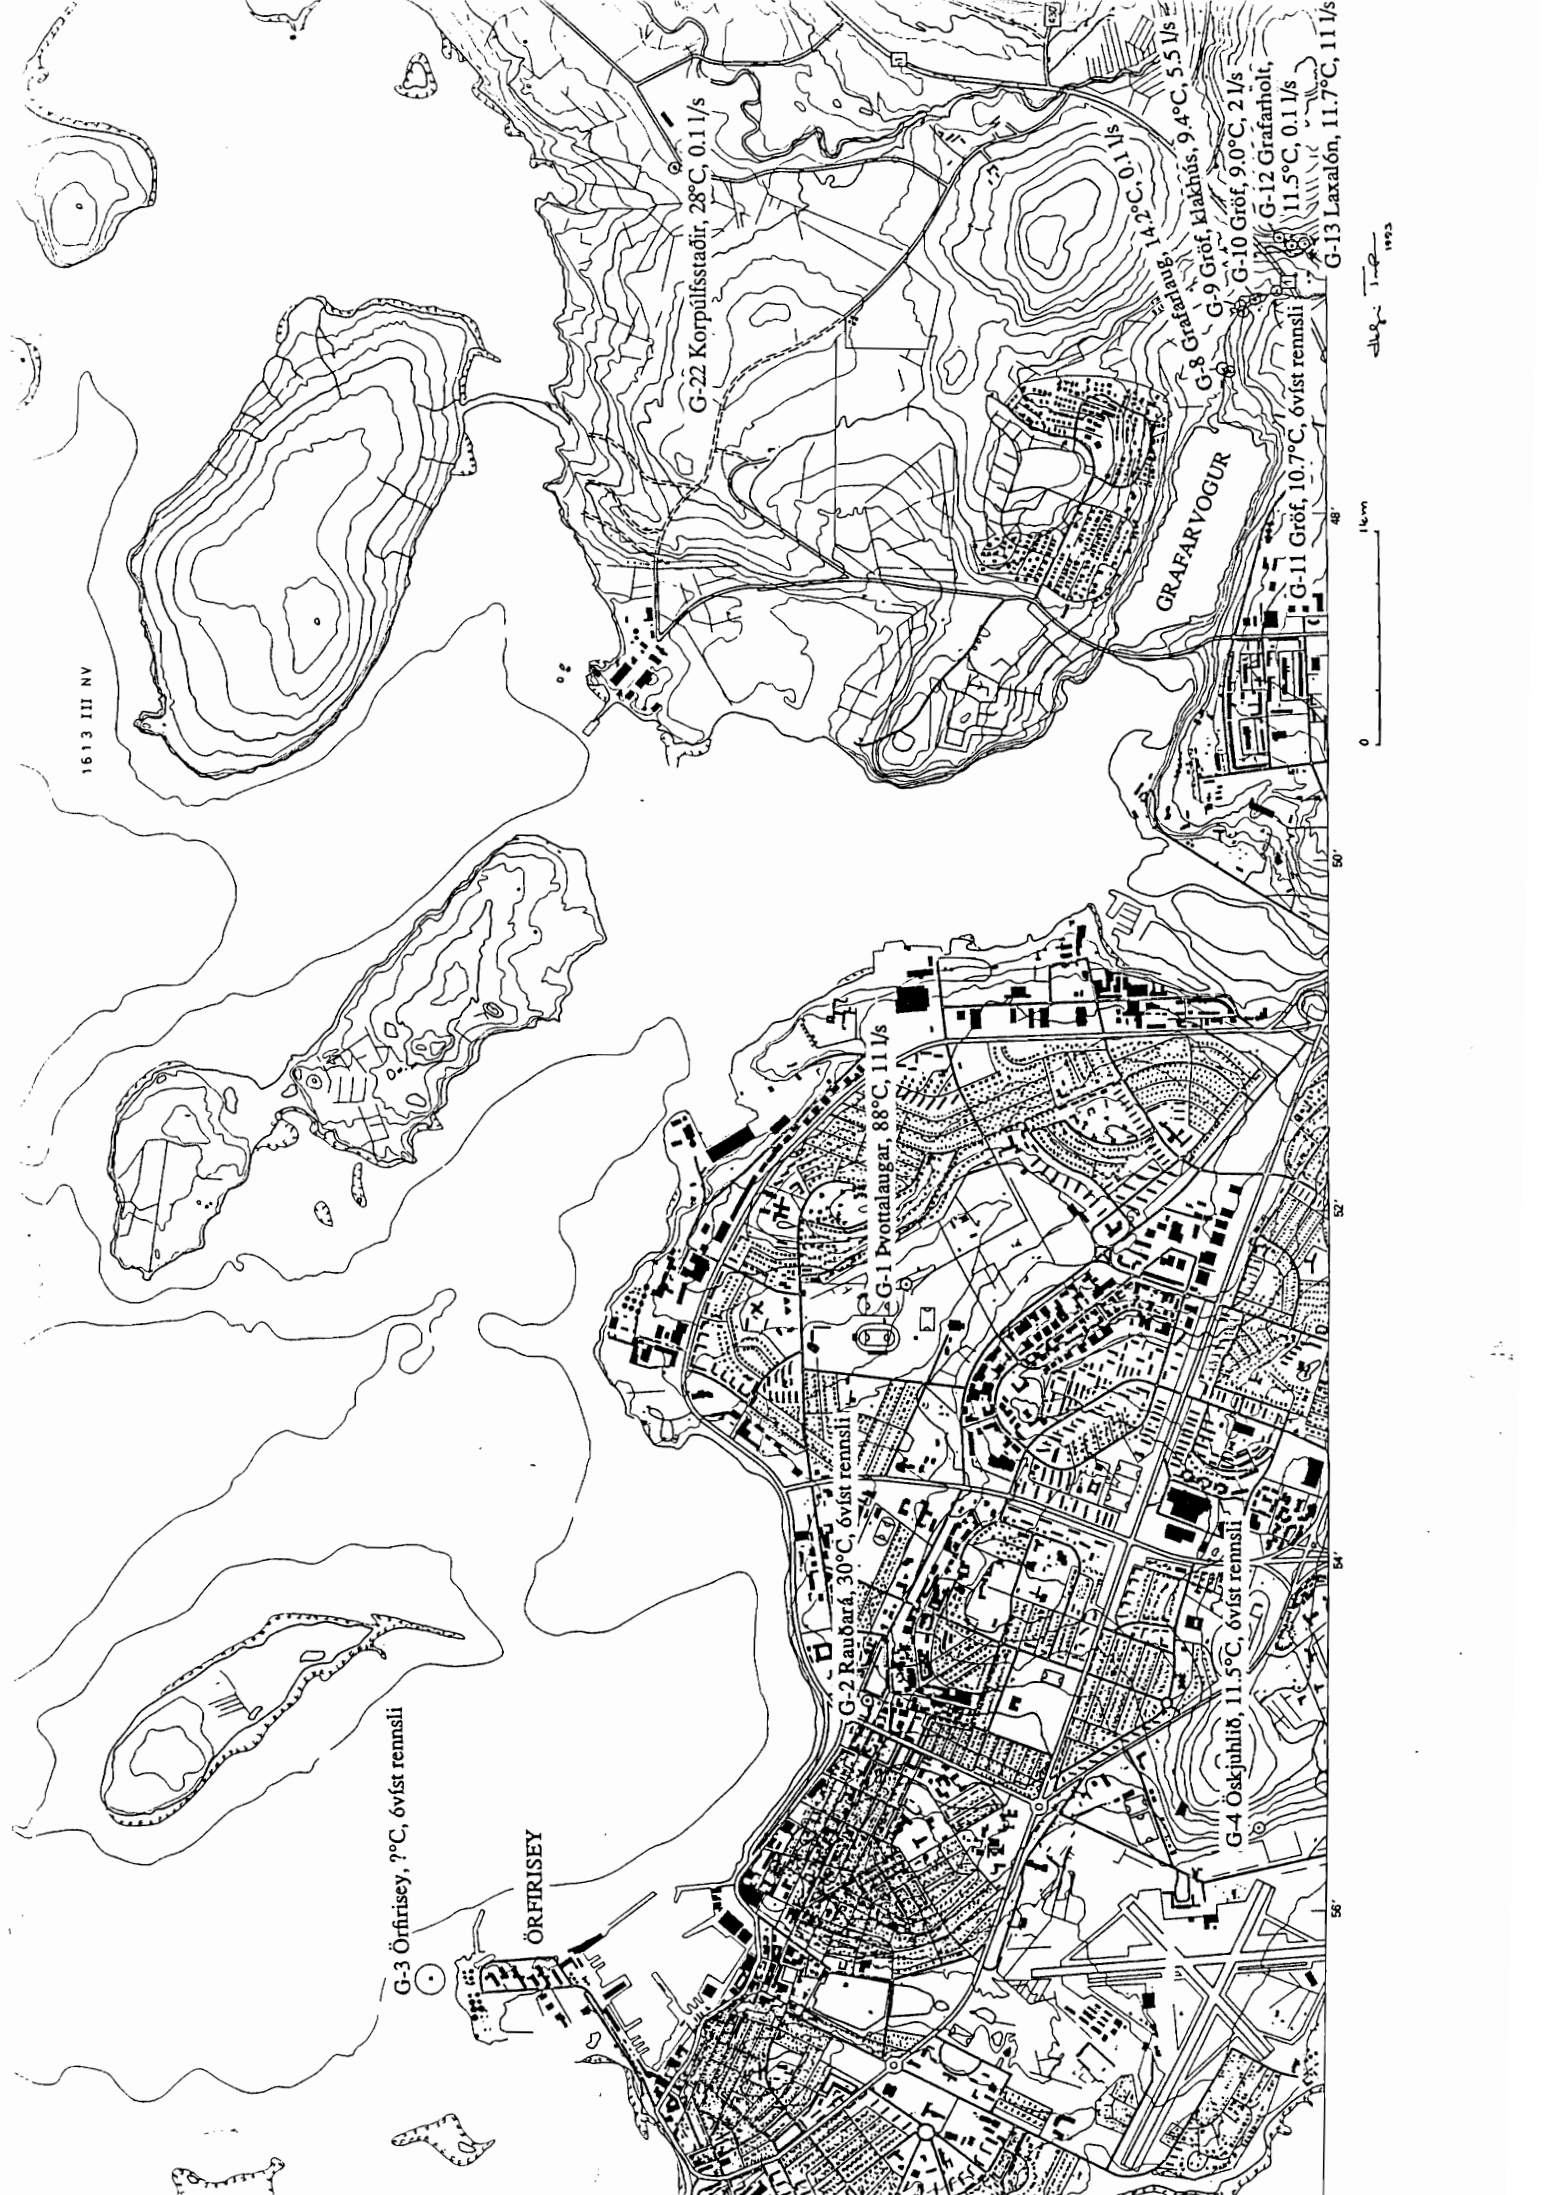 1613 III NV
G-3 Örfirisey, ?°C, óvíst rennsli
ÖRFIRISEY
G-22 Korpúlfsstaðir, 28°C, 0.1 l/s
G-2 Rauðará, 30°C, óvíst rennsli
G-1 Þvottalaugar, 88°C, 11 l/s
G-8 Grafarlaug, 14.2°C, 0.1 l/s
G-9 Gröf, klakhús, 9.4°C, 5.5 l/s
G-10 Gröf, 9.0°C, 2 l/s
G-12 Grafarholt,
11.5°C, 0.1 l/s
G-13 Laxalón, 11.7°C, 11 l/s
GRAFARVOGUR
G-11 Gröf, 10.7°C, óvíst rennsli
G-4 Öskjuhlíð, 11.5°C, óvíst rennsli
56'
54'
52'
50'
48'
0 1 km
1993